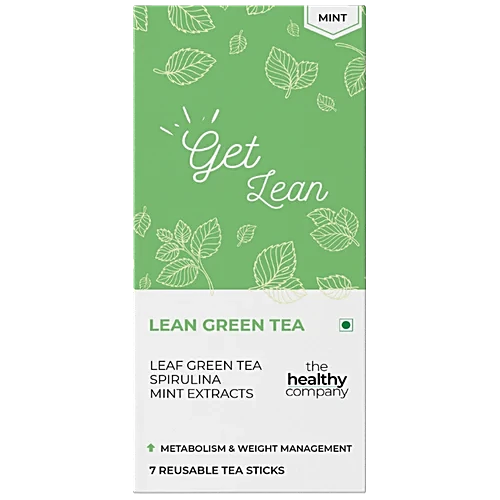 MINT
Get
Lean
LEAN GREEN TEA
LEAF GREEN TEA
SPIRULINA
MINT EXTRACTS
the
healthy
company
METABOLISM & WEIGHT MANAGEMENT
7 REUSABLE TEA STICKS